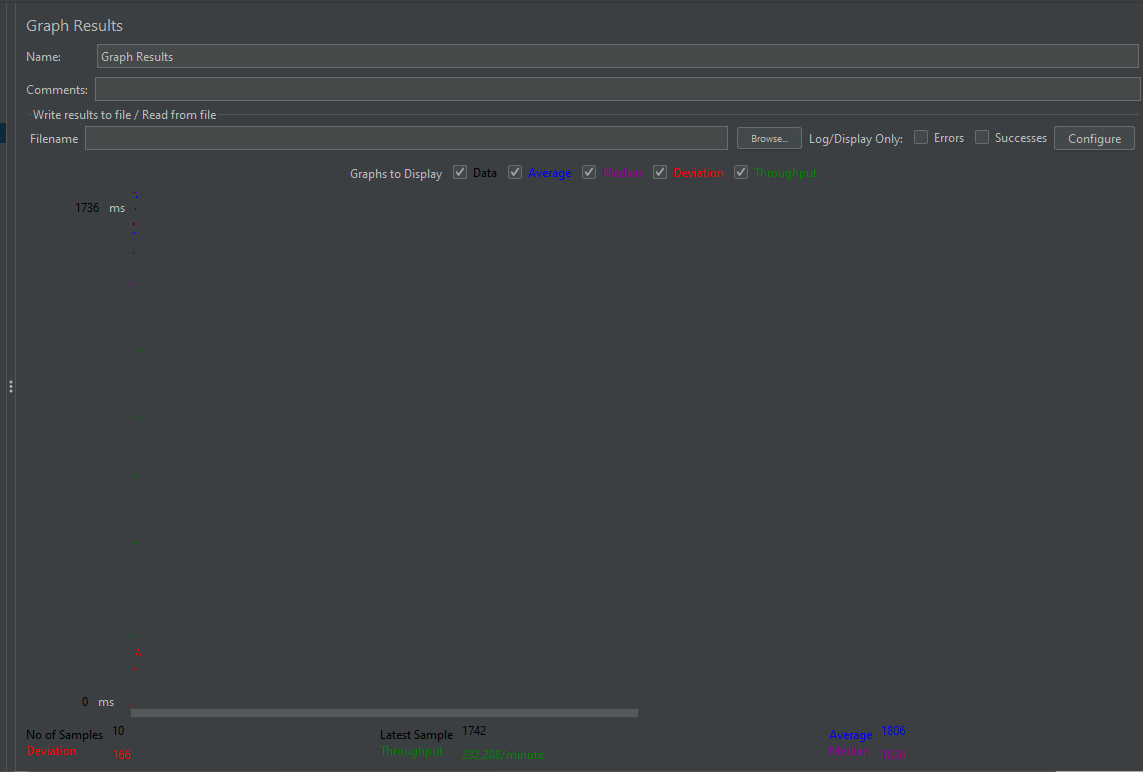 Graph Results
Name: Graph Results
Comments:
Write results to file / Read from file
Filename Browse... Log/Display Only: Errors Successes Configure
Graphs to Display Data Average Median Deviation Throughput
1736 ms
0 ms
No of Samples 10 Latest Sample 1742 Average 1806
Deviation 166 Throughput 232.288/minute Median